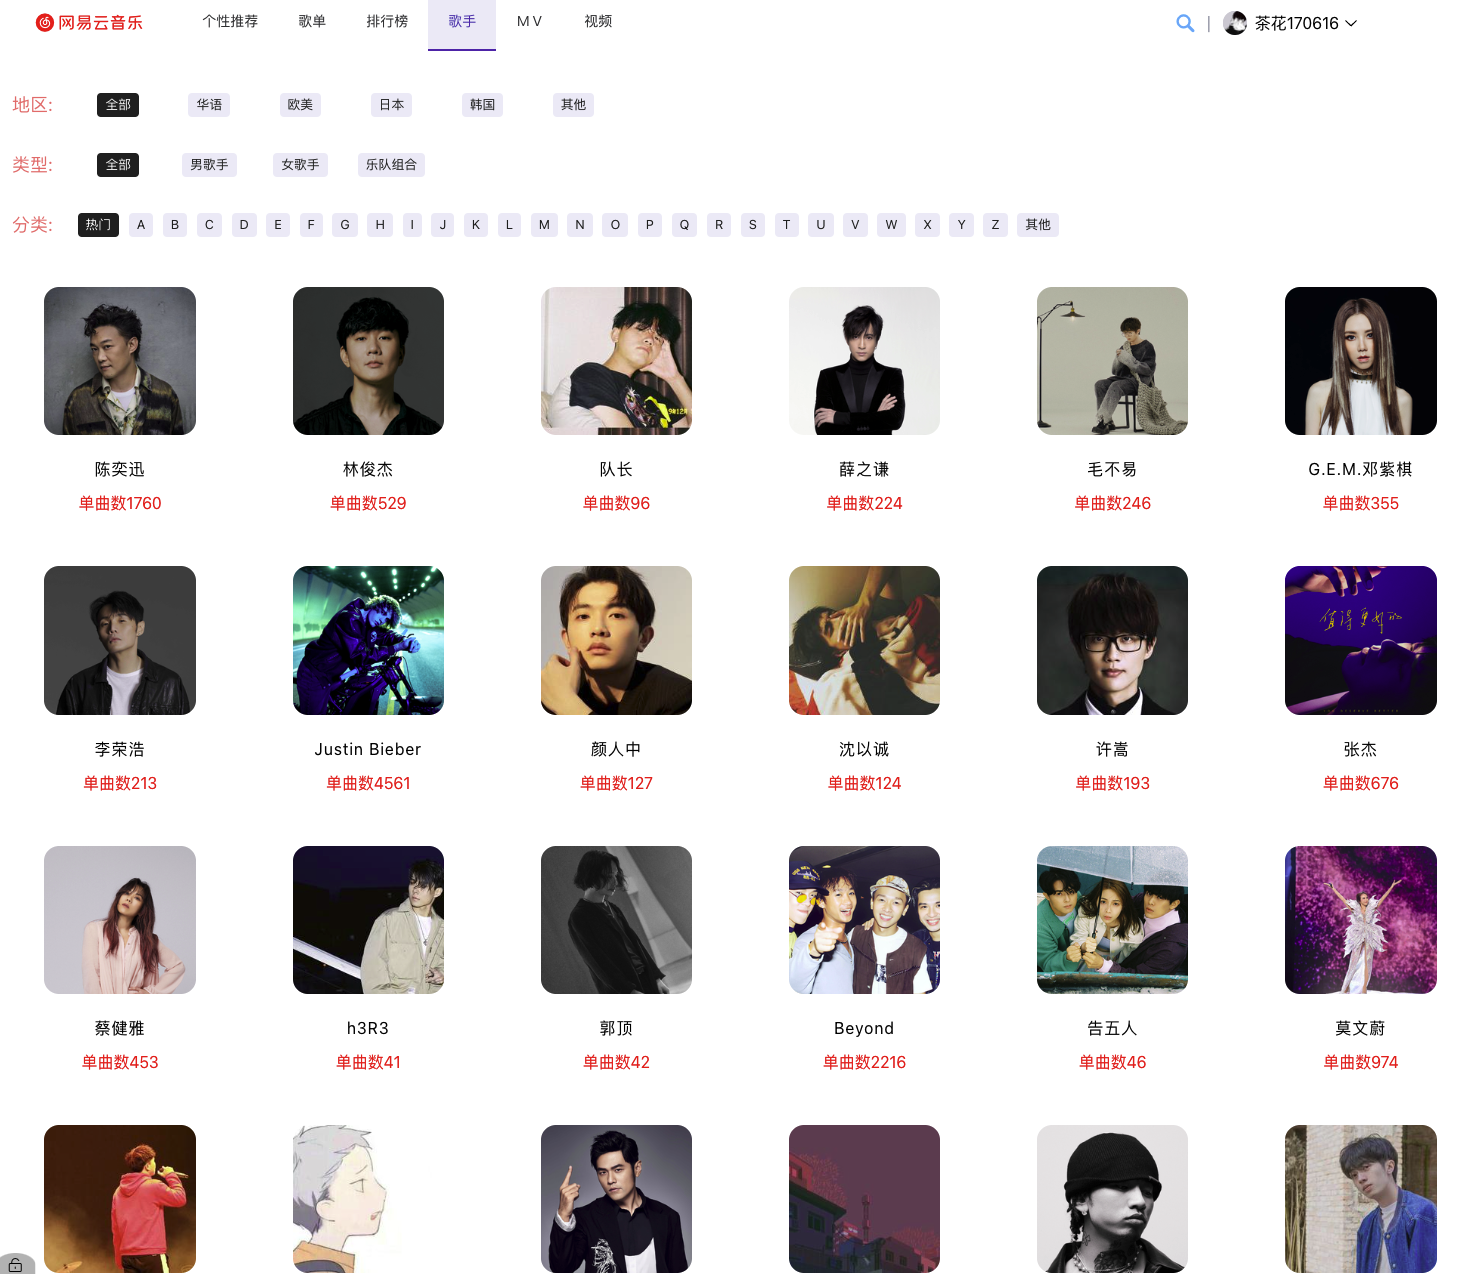 网易云音乐 个性推荐 歌单 排行榜 歌手 M V 视频 | 茶花170616
地区: 全部 华语 欧美 日本 韩国 其他
类型: 全部 男歌手 女歌手 乐队组合
分类: 热门 A B C D E F G H I J K L M N O P Q R S T U V W X Y Z 其他
陈奕迅 林俊杰 队长 薛之谦 毛不易 G.E.M.邓紫棋
单曲数1760 单曲数529 单曲数96 单曲数224 单曲数246 单曲数355
值得更好的
李荣浩 Justin Bieber 颜人中 沈以诚 许嵩 张杰
单曲数213 单曲数4561 单曲数127 单曲数124 单曲数193 单曲数676
蔡健雅 h3R3 郭顶 Beyond 告五人 莫文蔚
单曲数453 单曲数41 单曲数42 单曲数2216 单曲数46 单曲数974